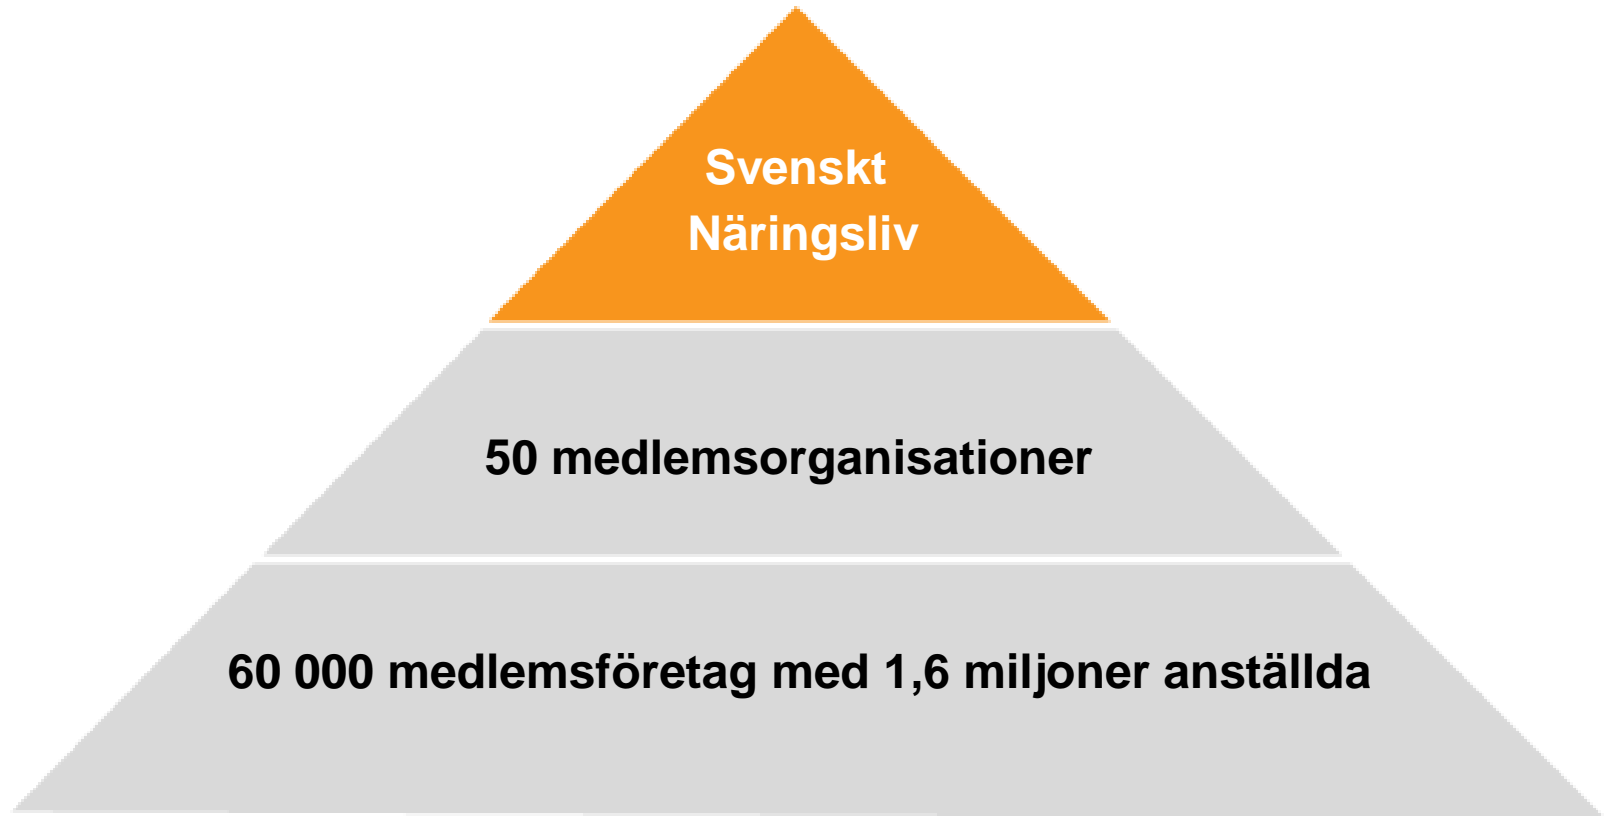 Svenskt
Näringsliv
50 medlemsorganisationer
60 000 medlemsföretag med 1,6 miljoner anställda